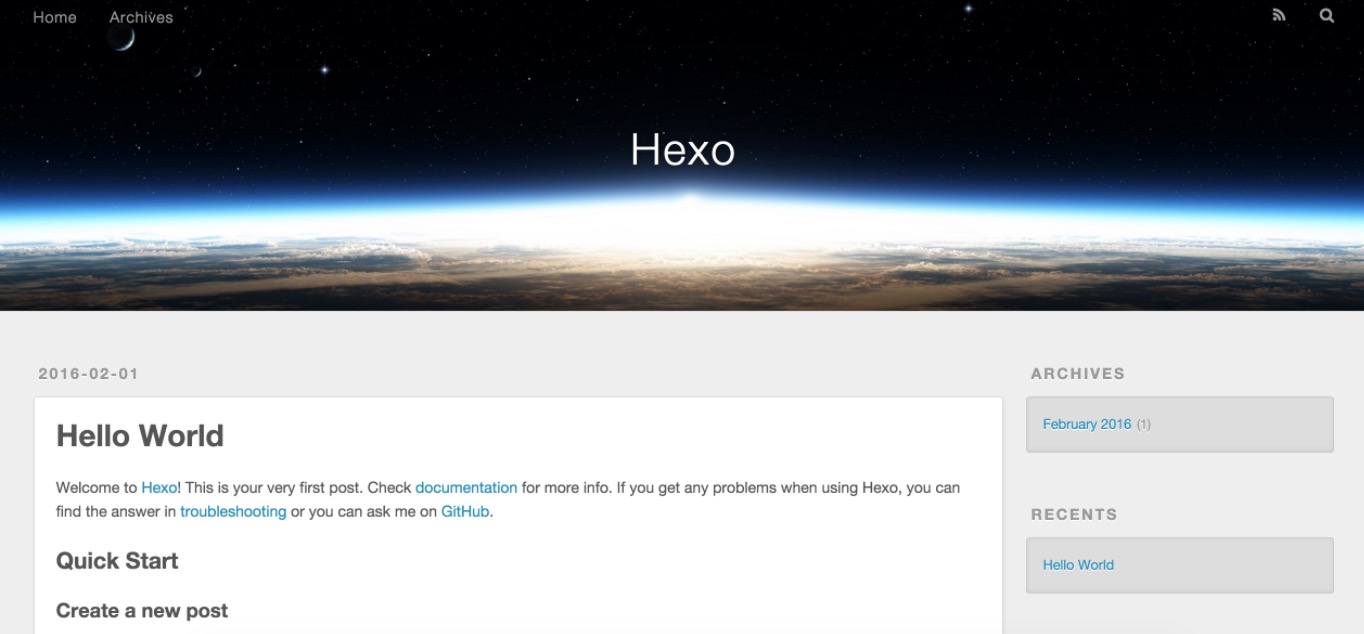 Home Archives
Hexo
2016-02-01
Hello World
Welcome to Hexo! This is your very first post. Check documentation for more info. If you get any problems when using Hexo, you can
find the answer in troubleshooting or you can ask me on GitHub.
Quick Start
Create a new post
ARCHIVES
February 2016 (1)
RECENTS
Hello World